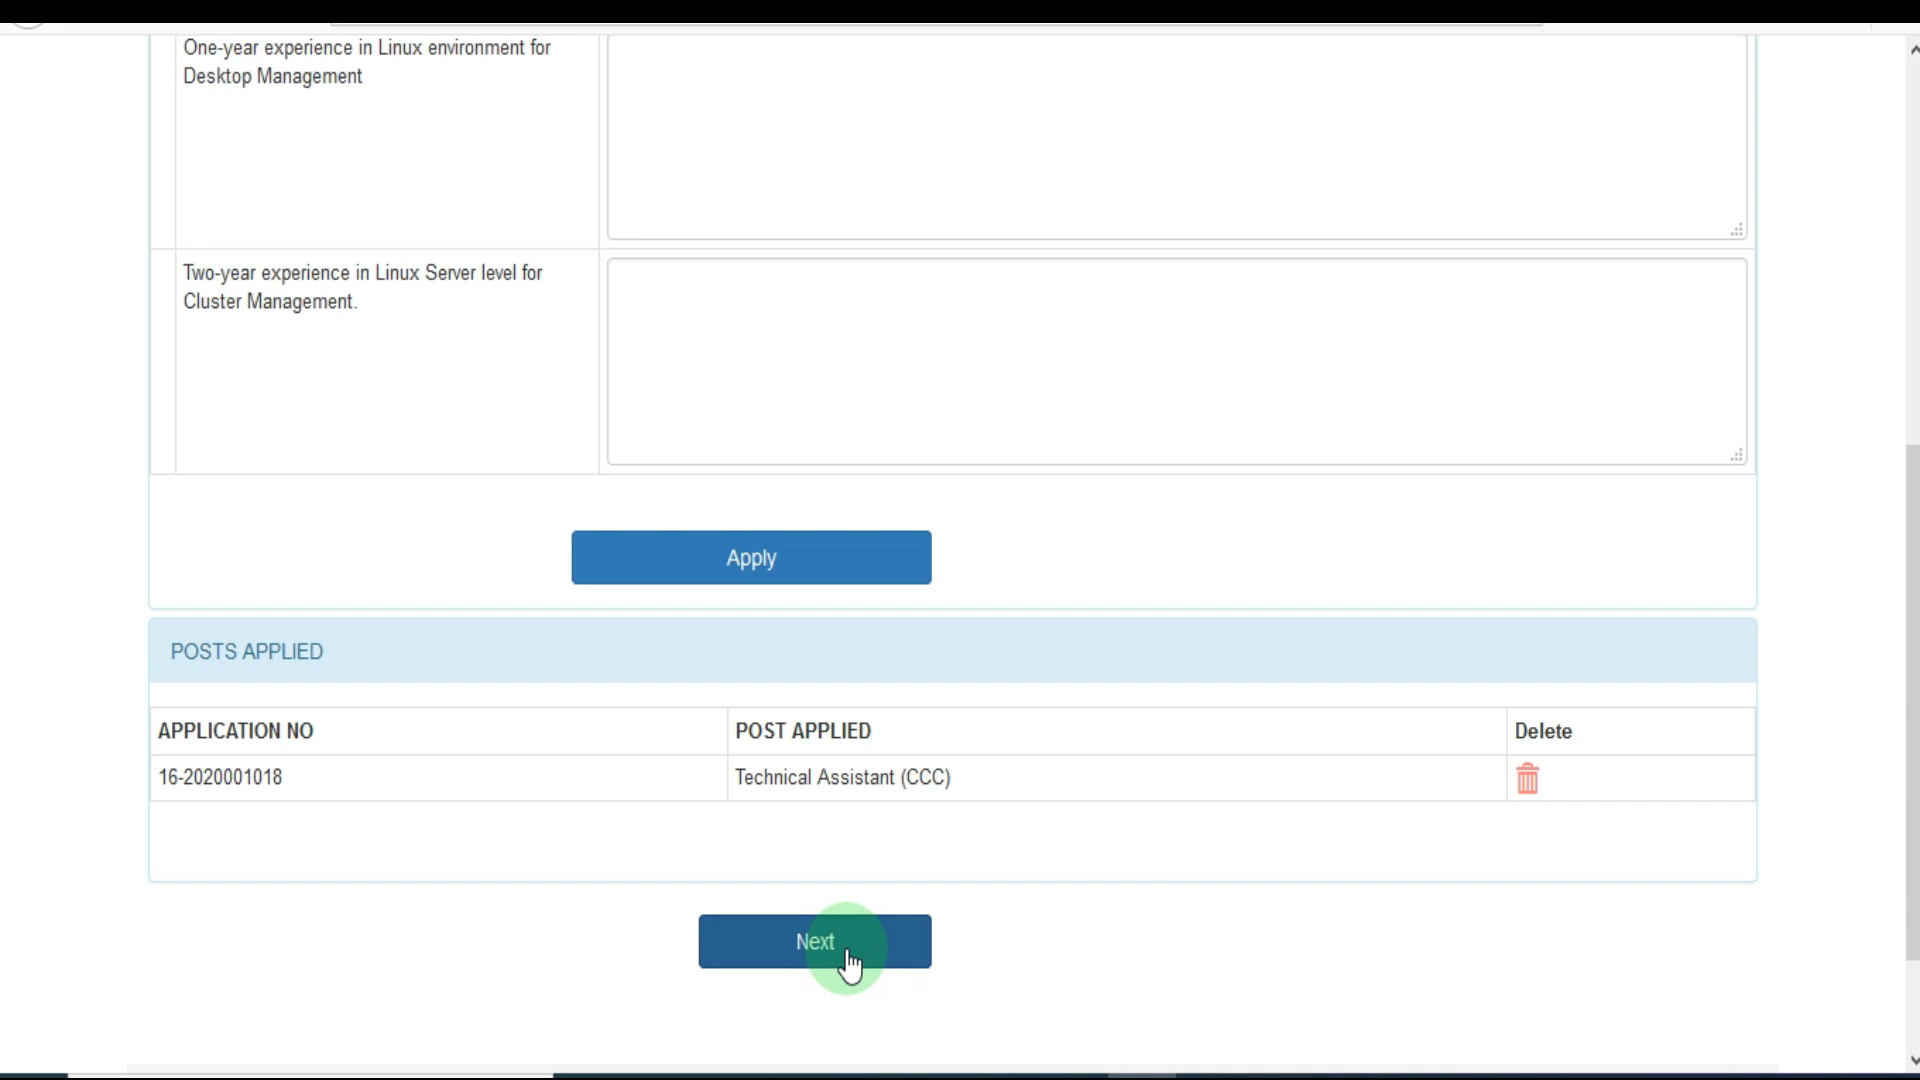 One-year experience in Linux environment for
Desktop Management
Two-year experience in Linux Server level for
Cluster Management.
Apply
POSTS APPLIED
APPLICATION NO POST APPLIED Delete
16-2020001018 Technical Assistant (CCC)
Next